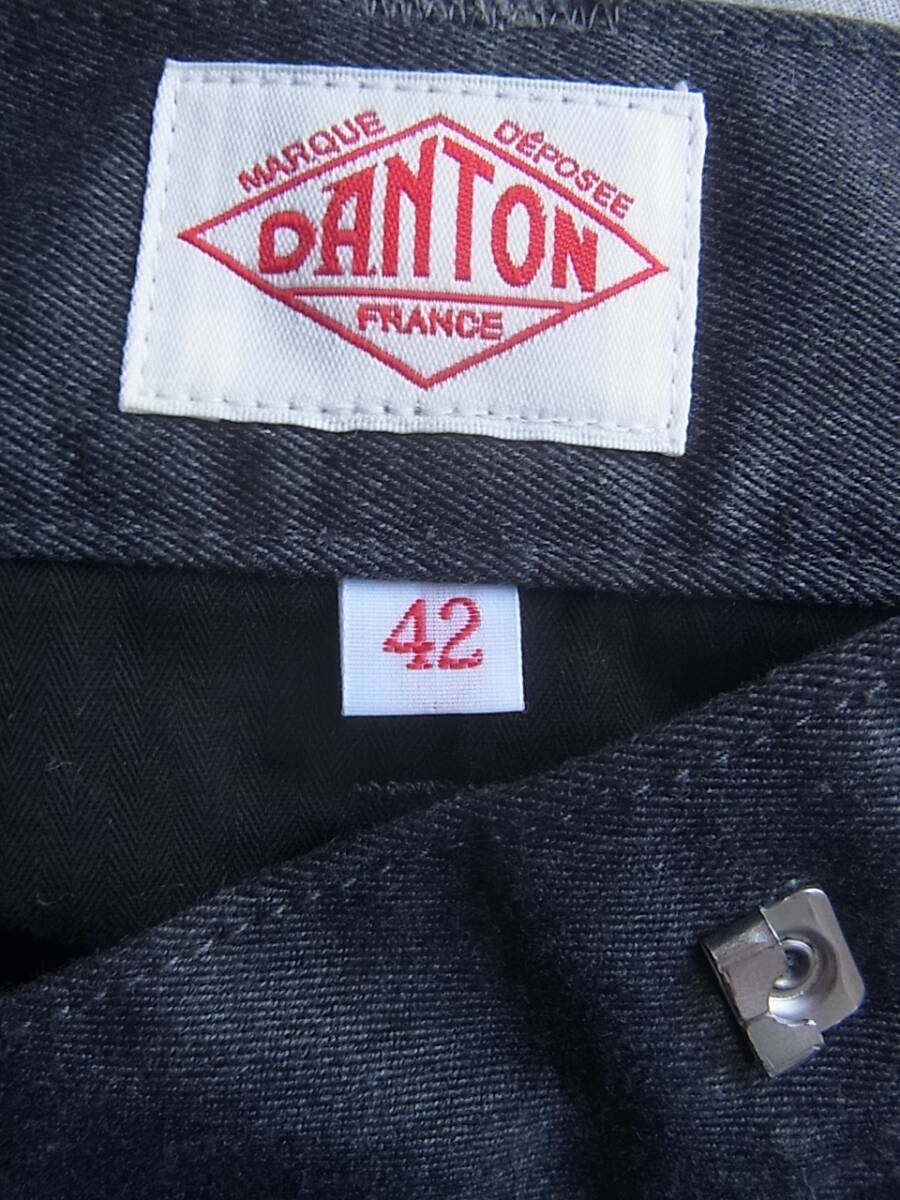 MARQUE DÉPOSEE
DANTON
FRANCE
42